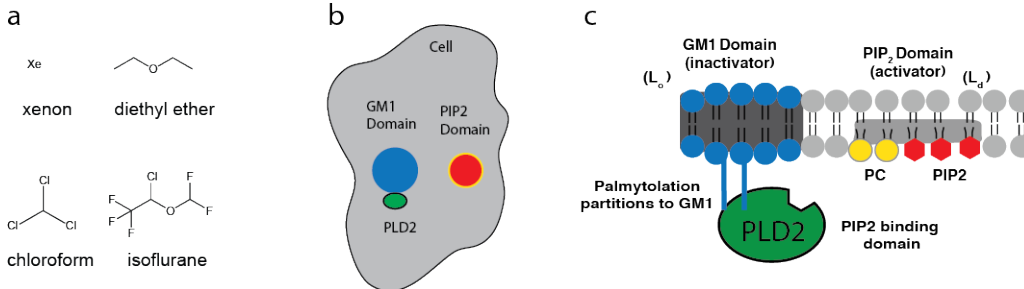 a
Xe
O
xenon
diethyl ether
Cl
Cl
Cl
chloroform
Cl
F
F
F
F
O
F
isoflurane
b
Cell
GM1
Domain
PIP2
Domain
PLD2
c
GM1 Domain
(inactivator)
(Lo)
PIP2 Domain
(activator)
(Ld)
PC
PIP2
Palmytolation
partitions to GM1
PLD2
PIP2 binding
domain